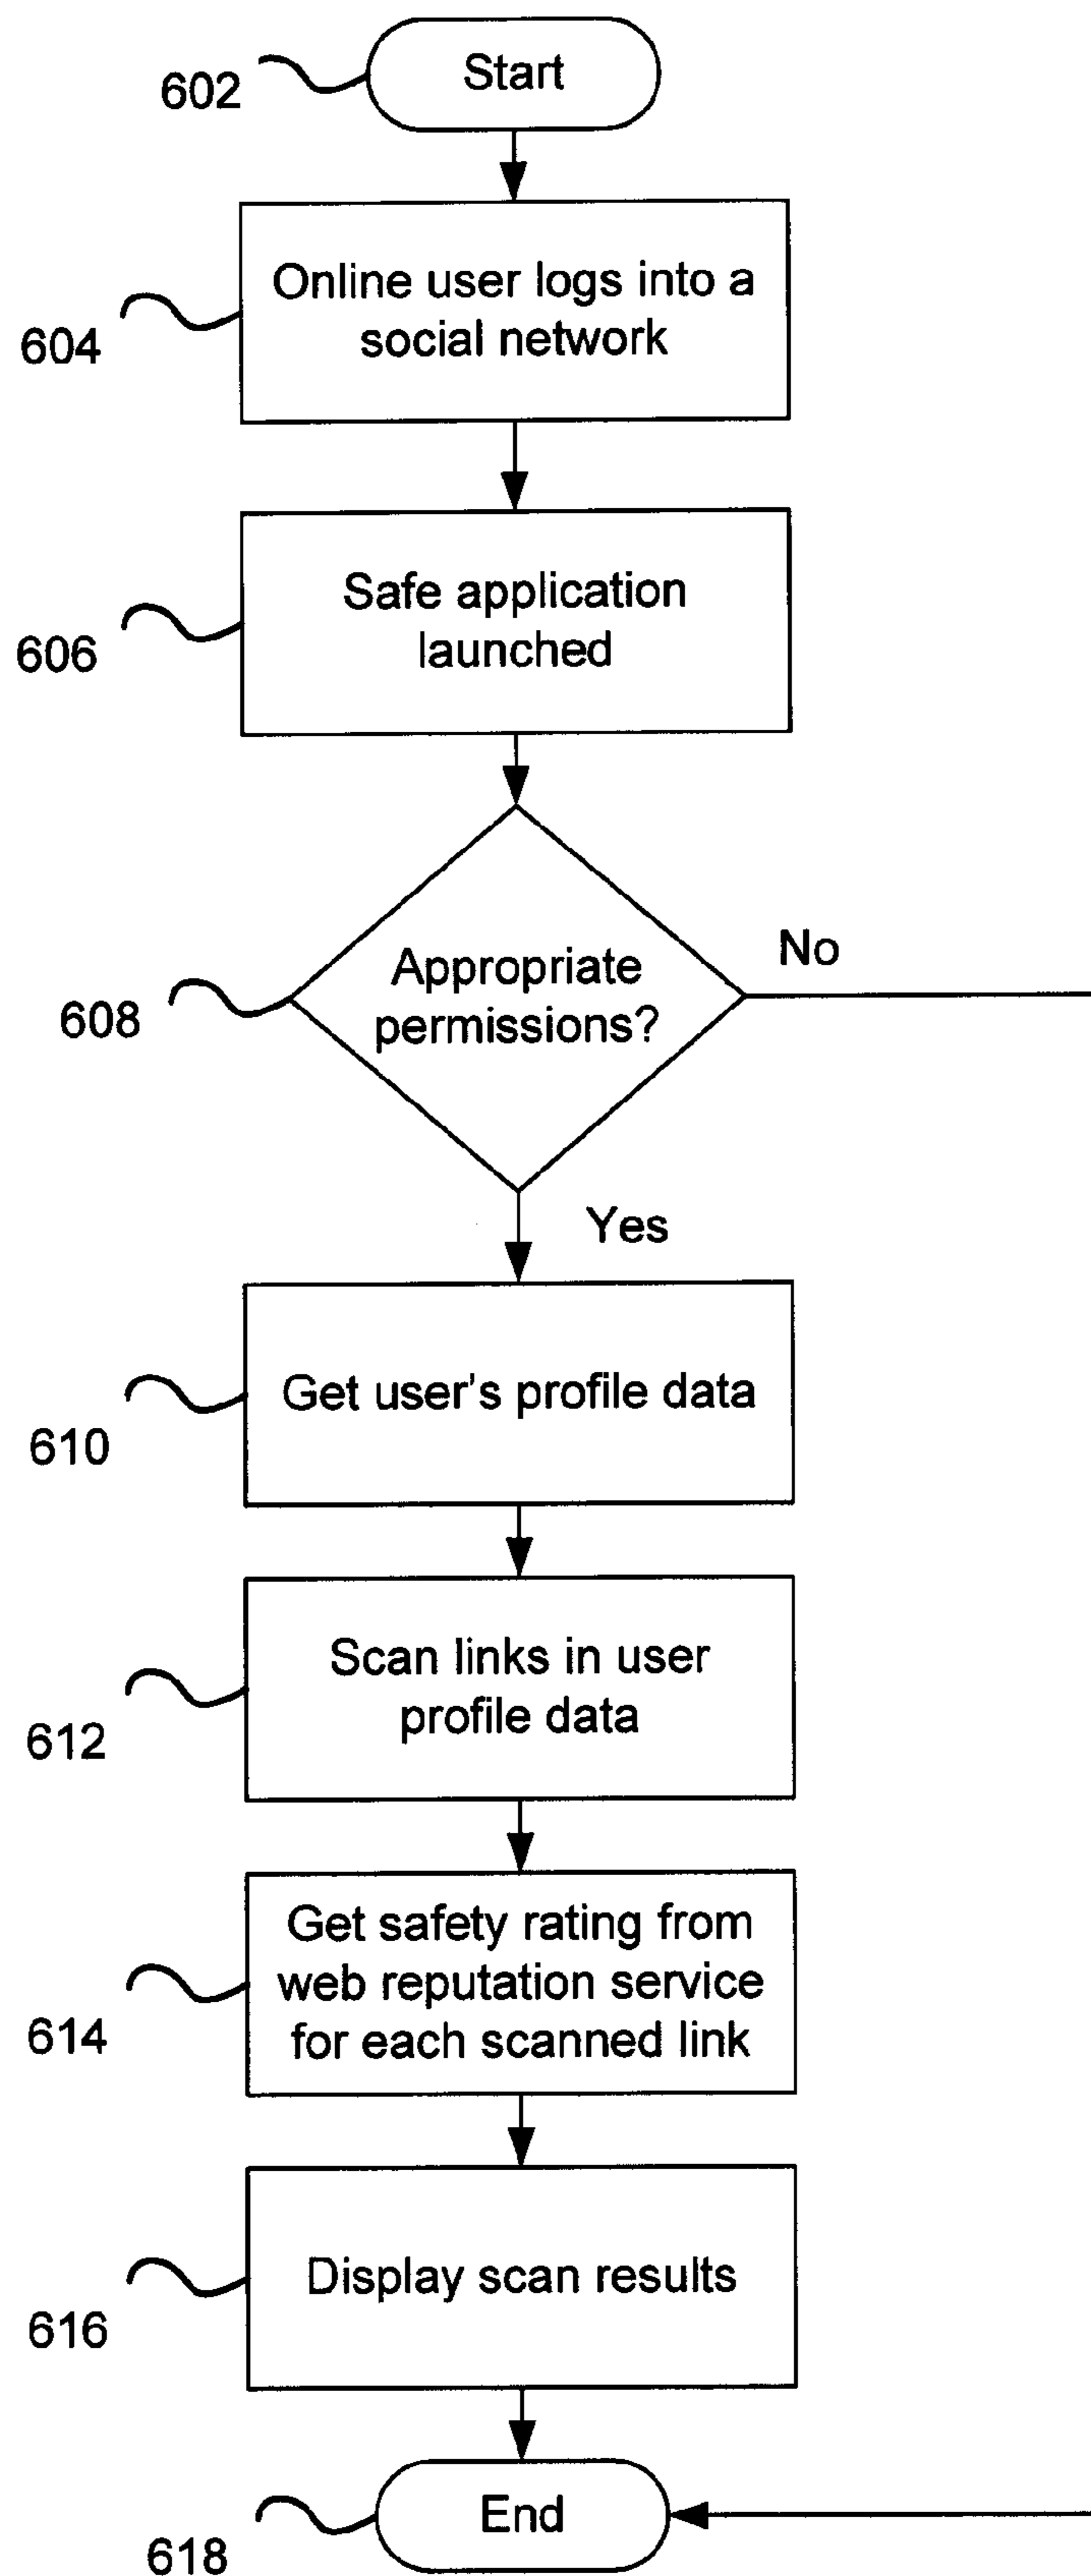 Start
602
Online user logs into a
social network
604
Safe application
launched
606
Appropriate
permissions?
No
608
Yes
Get user's profile data
610
Scan links in user
profile data
612
Get safety rating from
web reputation service
for each scanned link
614
Display scan results
616
End
618